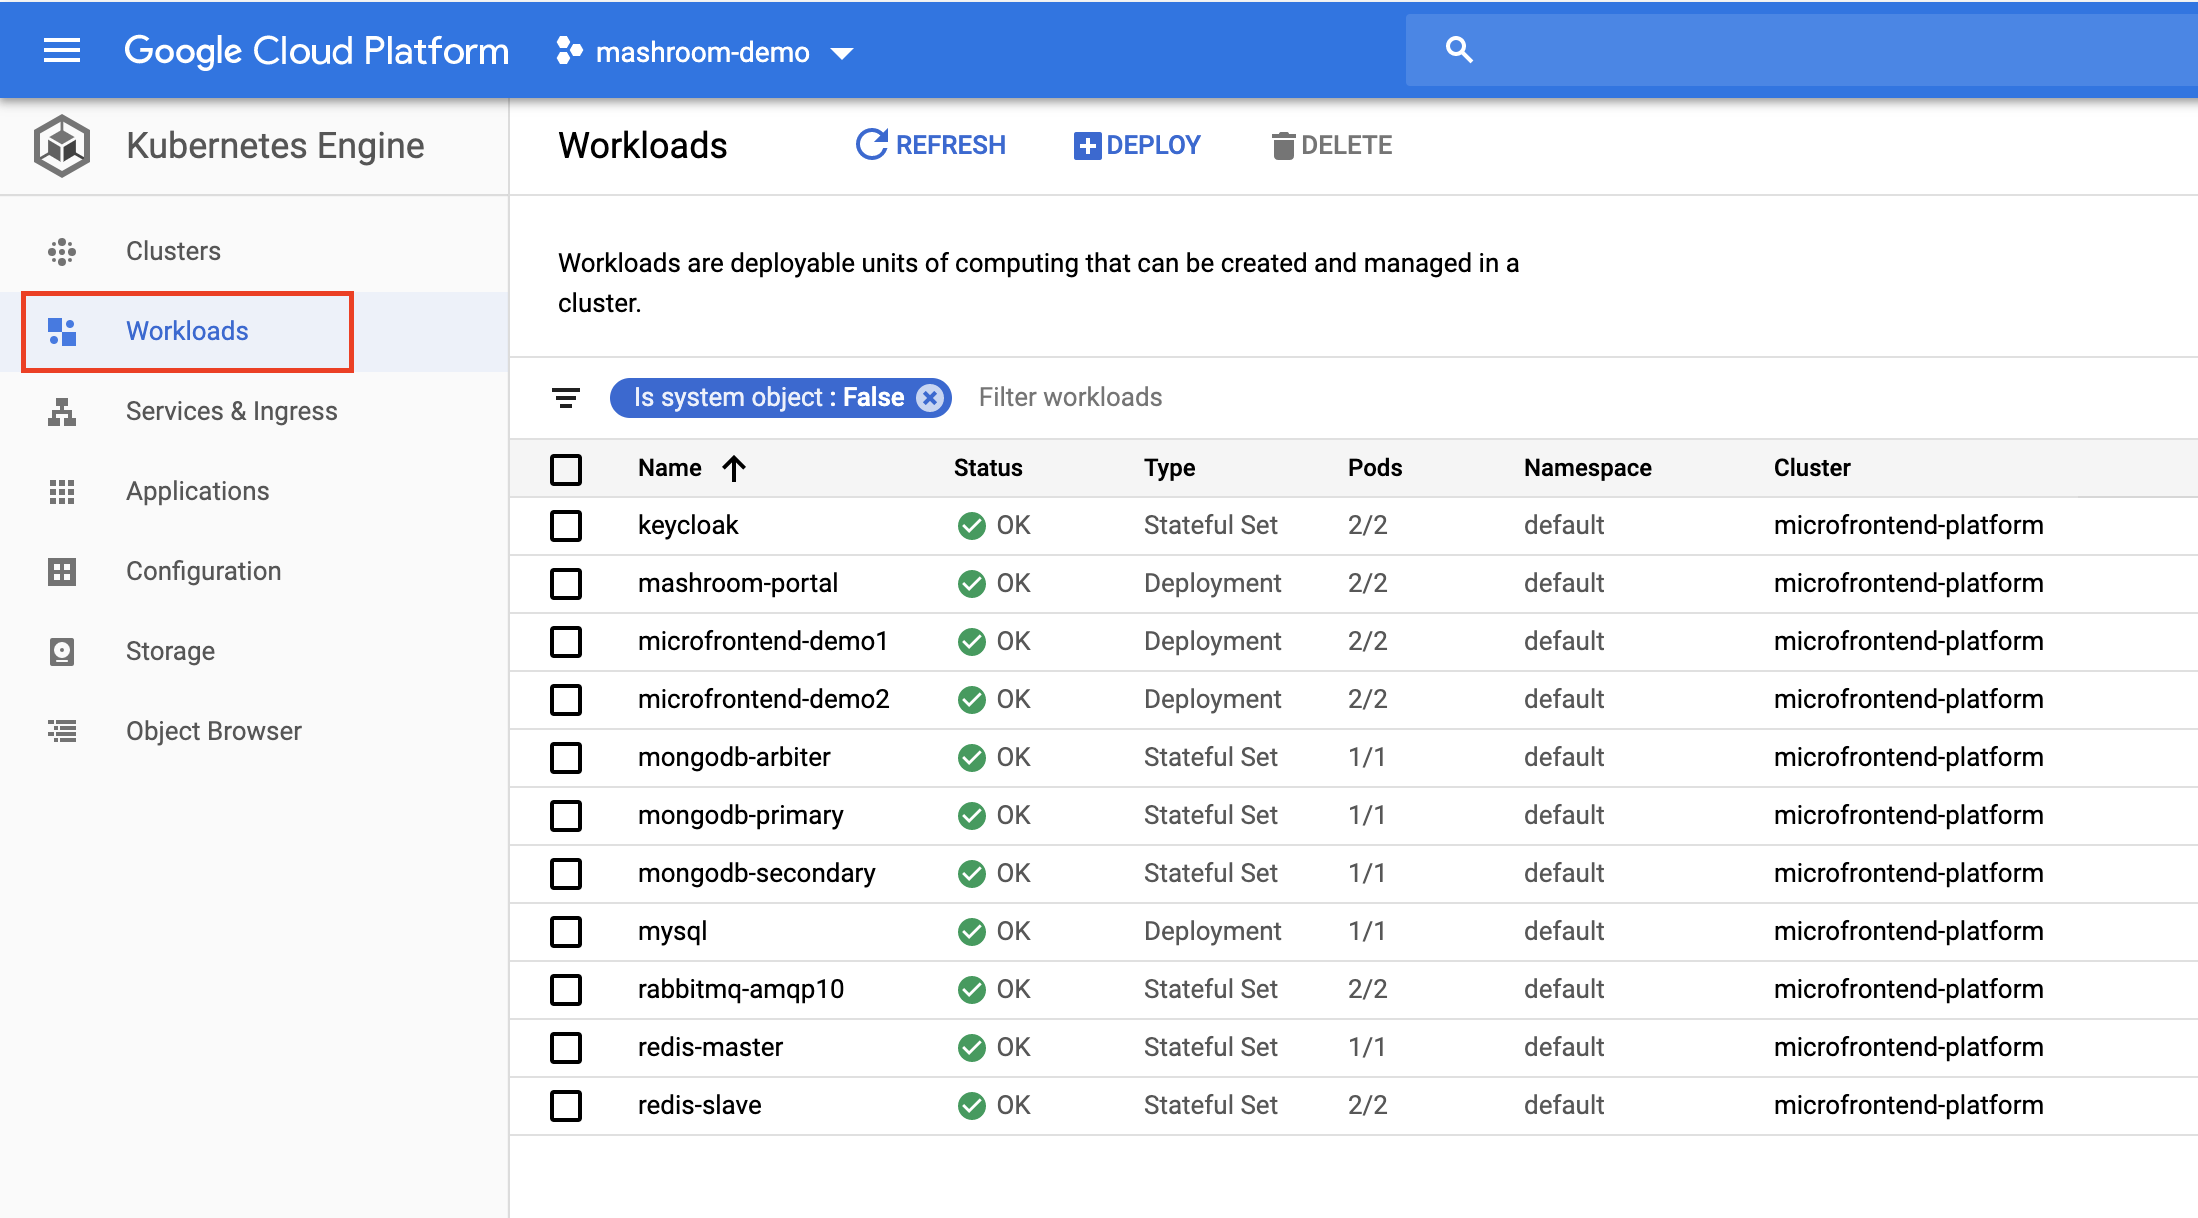 Google Cloud Platform mashroom-demo
Kubernetes Engine
Clusters
Workloads
Services & Ingress
Applications
Configuration
Storage
Object Browser
Workloads REFRESH DEPLOY DELETE
Workloads are deployable units of computing that can be created and managed in a
cluster.
Is system object : False Filter workloads
Name Status Type Pods Namespace Cluster
keycloak OK Stateful Set 2/2 default microfrontend-platform
mashroom-portal OK Deployment 2/2 default microfrontend-platform
microfrontend-demo1 OK Deployment 2/2 default microfrontend-platform
microfrontend-demo2 OK Deployment 2/2 default microfrontend-platform
mongodb-arbiter OK Stateful Set 1/1 default microfrontend-platform
mongodb-primary OK Stateful Set 1/1 default microfrontend-platform
mongodb-secondary OK Stateful Set 1/1 default microfrontend-platform
mysql OK Deployment 1/1 default microfrontend-platform
rabbitmq-amqp10 OK Stateful Set 2/2 default microfrontend-platform
redis-master OK Stateful Set 1/1 default microfrontend-platform
redis-slave OK Stateful Set 2/2 default microfrontend-platform